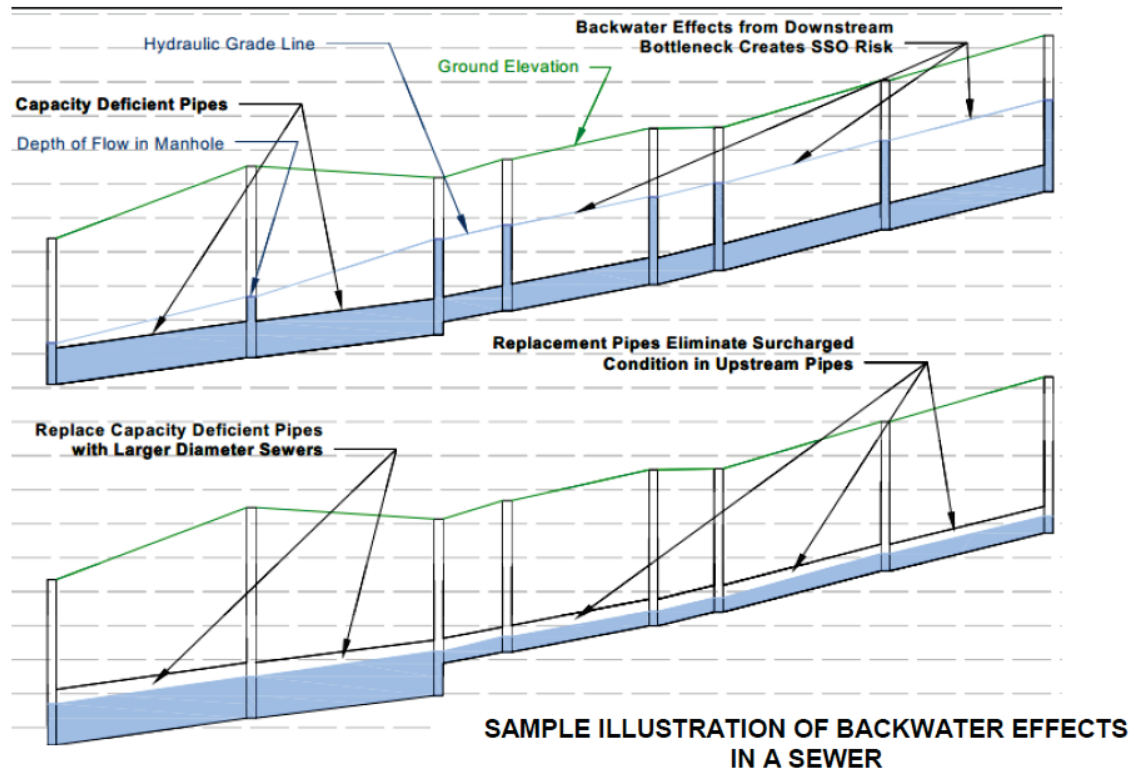 Hydraulic Grade Line
Backwater Effects from Downstream
Bottleneck Creates SSO Risk
Ground Elevation
Capacity Deficient Pipes
Depth of Flow in Manhole
Replacement Pipes Eliminate Surcharged
Condition in Upstream Pipes
Replace Capacity Deficient Pipes
with Larger Diameter Sewers
SAMPLE ILLUSTRATION OF BACKWATER EFFECTS
IN A SEWER